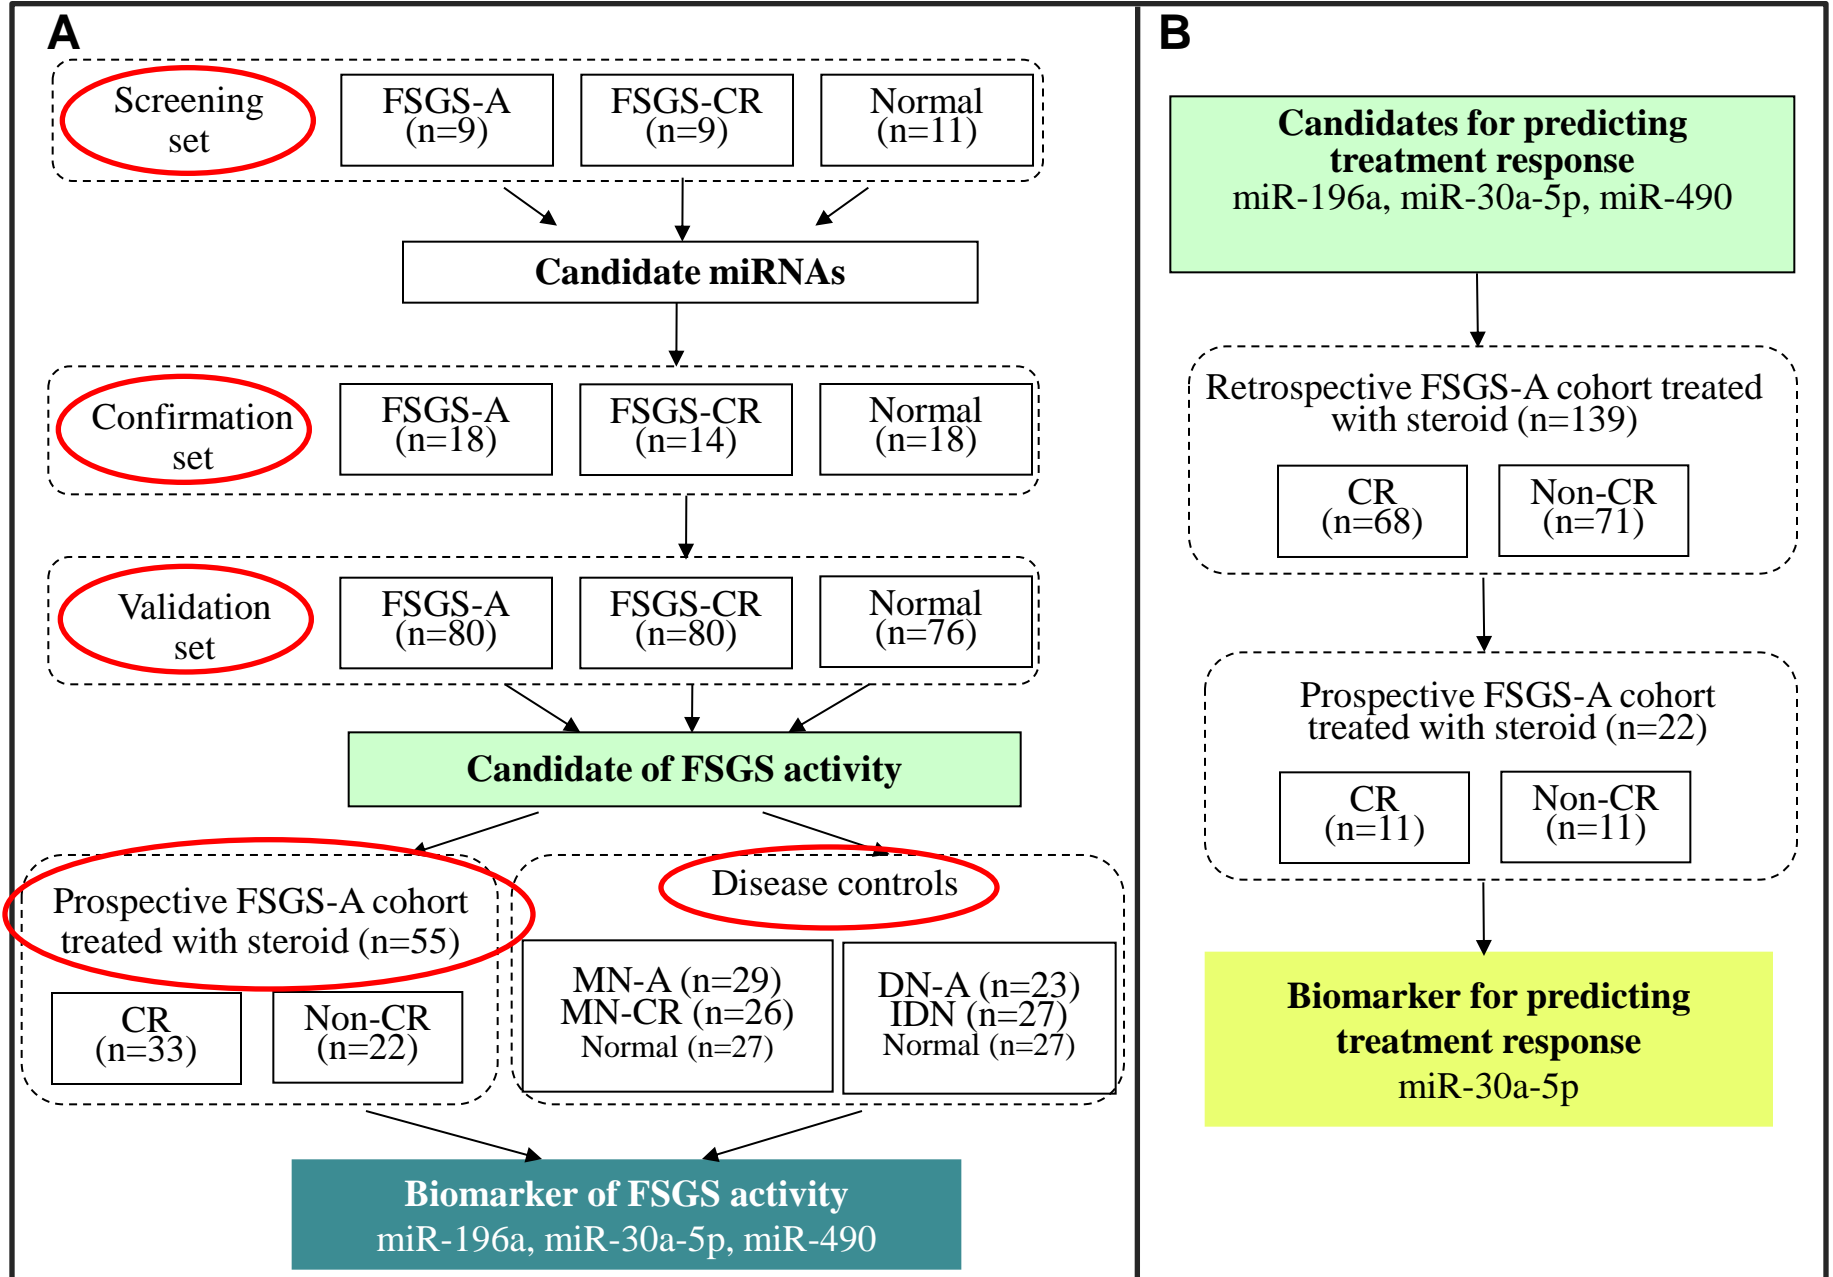 A
Screening
set
FSGS-A
(n=9)
FSGS-CR
(n=9)
Normal
(n=11)
Candidate miRNAs
Confirmation
set
FSGS-A
(n=18)
FSGS-CR
(n=14)
Normal
(n=18)
Validation
set
FSGS-A
(n=80)
FSGS-CR
(n=80)
Normal
(n=76)
Candidate of FSGS activity
Prospective FSGS-A cohort
treated with steroid (n=55)
CR
(n=33)
Non-CR
(n=22)
Disease controls
MN-A (n=29)
MN-CR (n=26)
Normal (n=27)
DN-A (n=23)
IDN (n=27)
Normal (n=27)
Biomarker of FSGS activity
miR-196a, miR-30a-5p, miR-490
B
Candidates for predicting
treatment response
miR-196a, miR-30a-5p, miR-490
Retrospective FSGS-A cohort treated
with steroid (n=139)
CR
(n=68)
Non-CR
(n=71)
Prospective FSGS-A cohort
treated with steroid (n=22)
CR
(n=11)
Non-CR
(n=11)
Biomarker for predicting
treatment response
miR-30a-5p